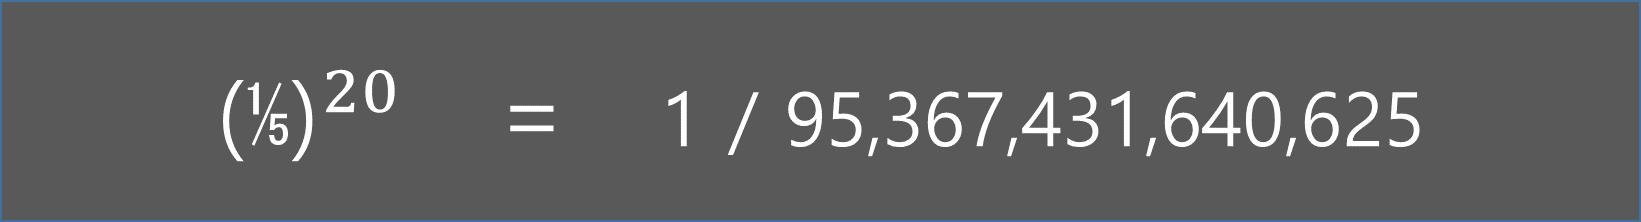 (⅕)²⁰ = 1 / 95,367,431,640,625